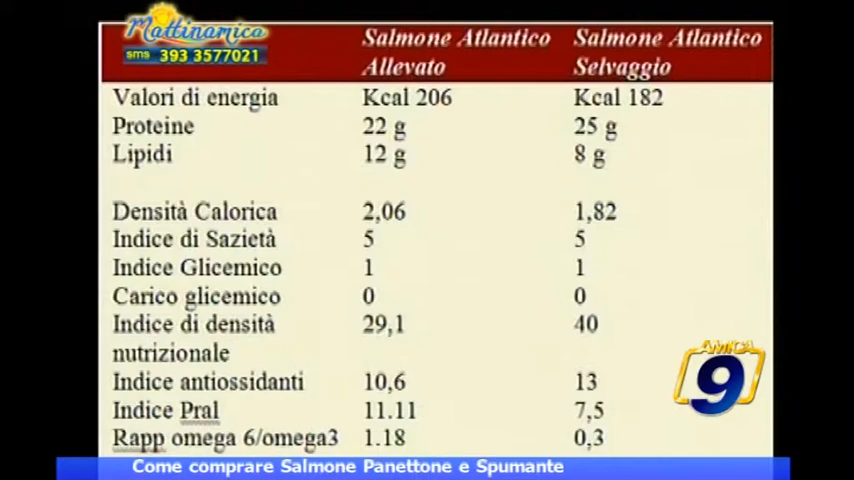 Mattinamica
sms 393 3577021
Salmone Atlantico Allevato
Salmone Atlantico Selvaggio
Valori di energia Kcal 206 Kcal 182
Proteine 22 g 25 g
Lipidi 12 g 8 g
Densità Calorica 2,06 1,82
Indice di Sazietà 5 5
Indice Glicemico 1 1
Carico glicemico 0 0
Indice di densità nutrizionale 29,1 40
Indice antiossidanti 10,6 13
Indice Pral 11.11 7,5
Rapp omega 6/omega3 1.18 0,3
AMICA
9
Come comprare Salmone Panettone e Spumante